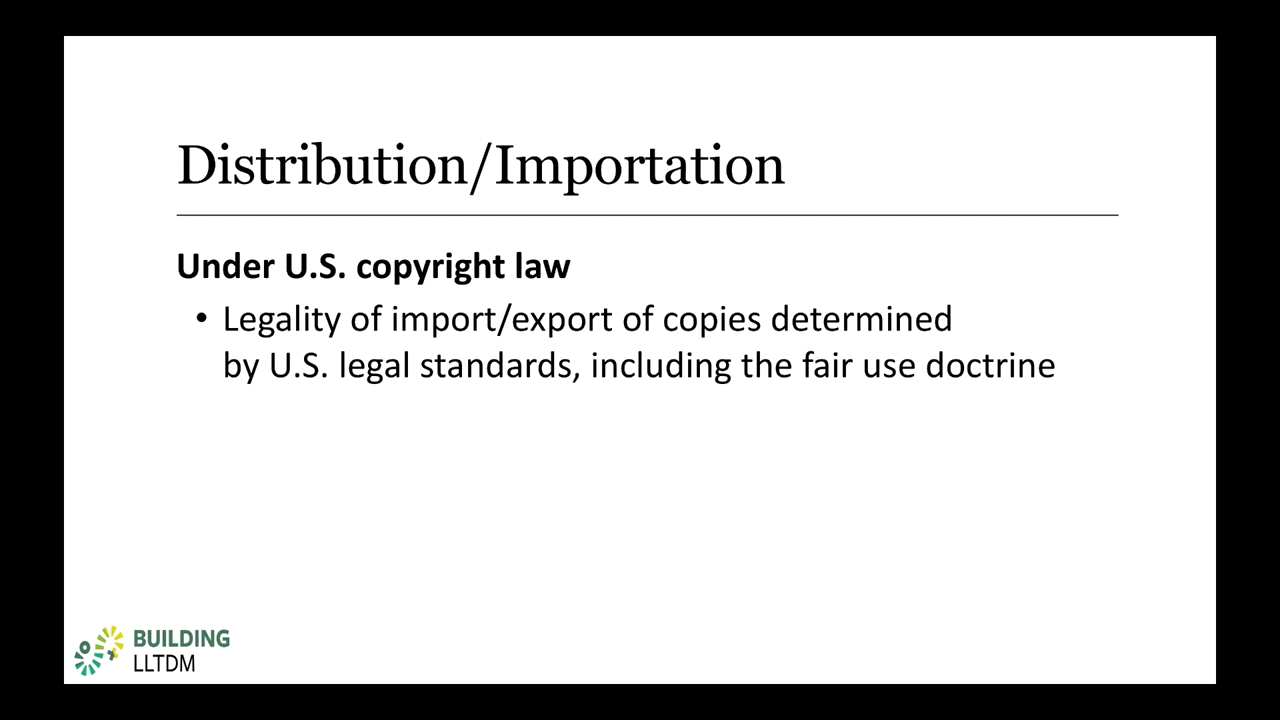 Distribution/Importation
Under U.S. copyright law
• Legality of import/export of copies determined
by U.S. legal standards, including the fair use doctrine
BUILDING
LLTDM